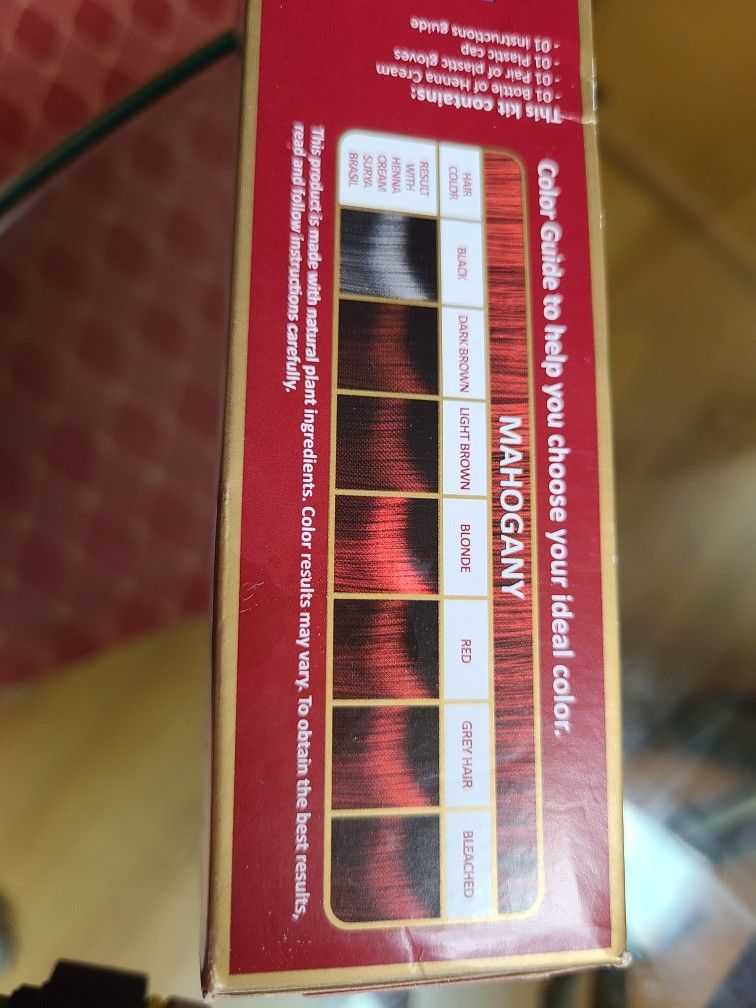 Color Guide to help you choose your ideal color.
MAHOGANY
HAIR
COLOR
BLACK
DARK BROWN
LIGHT BROWN
BLONDE
RED
GREY HAIR
BLEACHED
RESULT
WITH
HENNA
CREAM
SURYA
BRASIL
This product is made with natural plant ingredients. Color results may vary. To obtain the best results,
read and follow instructions carefully.
This kit contains:
- 01 Bottle of Henna Cream
- 01 Pair of plastic gloves
- 01 Plastic cap
- 01 Instructions guide